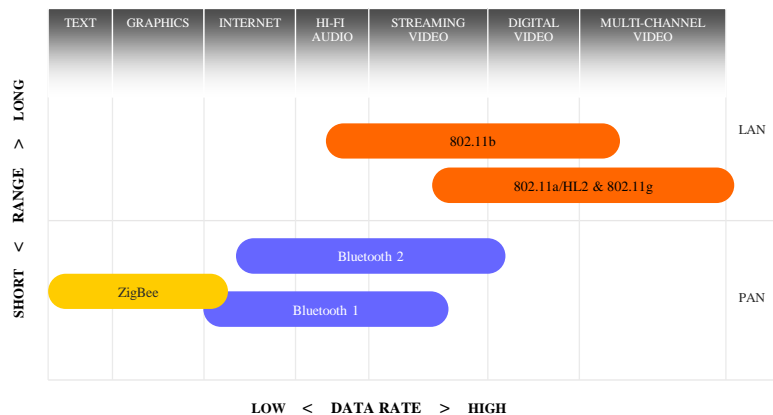 TEXT
GRAPHICS
INTERNET
HI-FI
AUDIO
STREAMING
VIDEO
DIGITAL
VIDEO
MULTI-CHANNEL
VIDEO
SHORT < RANGE > LONG
802.11b
LAN
802.11a/HL2 & 802.11g
Bluetooth 2
ZigBee
Bluetooth 1
PAN
LOW < DATA RATE > HIGH